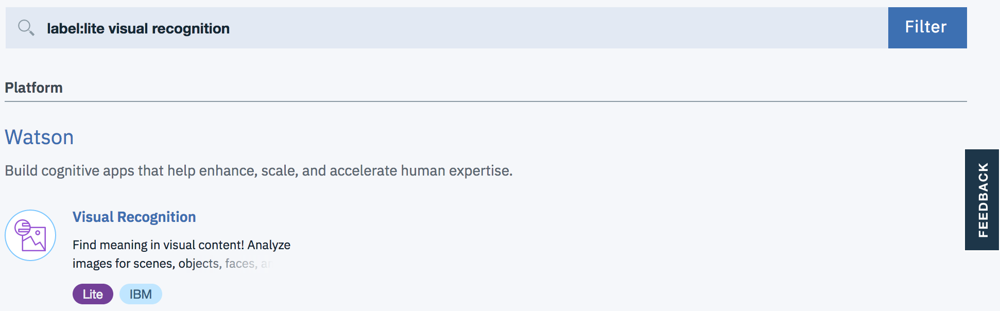 label:lite visual recognition
Filter
Platform
Watson
Build cognitive apps that help enhance, scale, and accelerate human expertise.
FEEDBACK
Visual Recognition
Find meaning in visual content! Analyze
images for scenes, objects, faces,
Lite
IBM